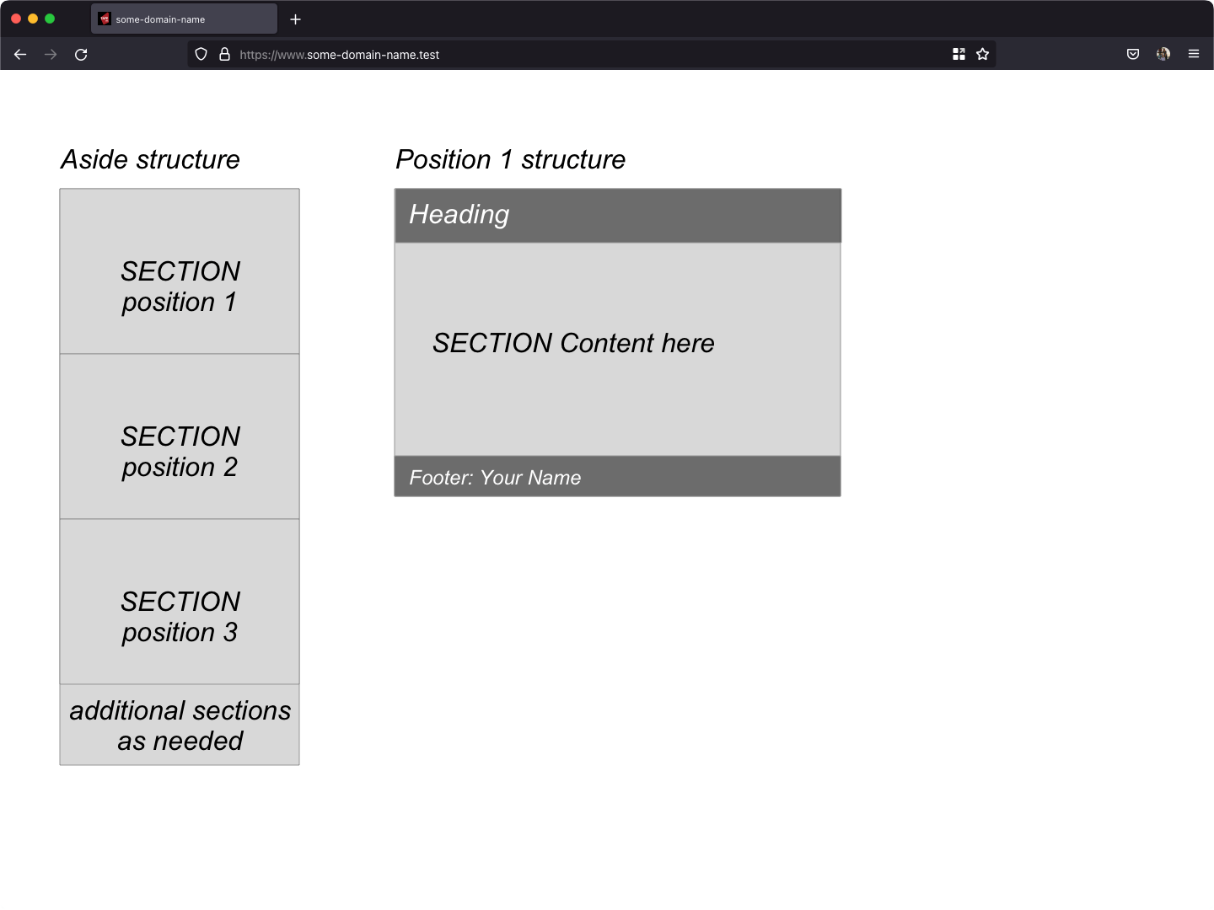 some-domain-name
https://www.some-domain-name.test
Aside structure
SECTION
position 1
SECTION
position 2
SECTION
position 3
additional sections
as needed
Position 1 structure
Heading
SECTION Content here
Footer: Your Name